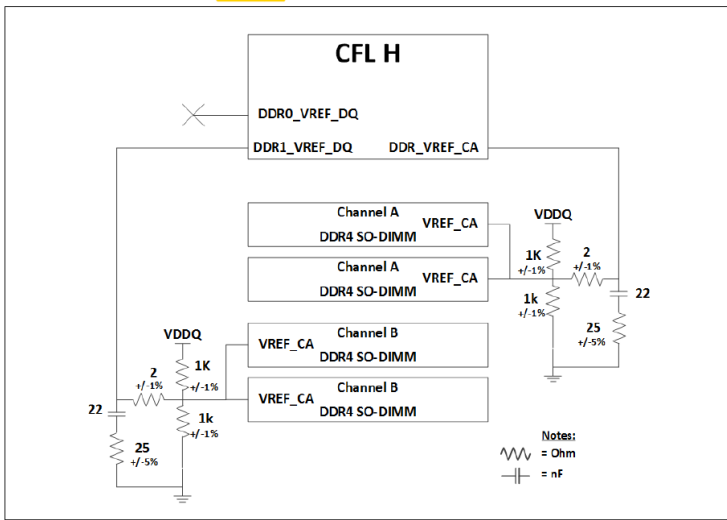 CFL H
DDR0_VREF_DQ
DDR1_VREF_DQ
DDR_VREF_CA
Channel A
VREF_CA
DDR4 SO-DIMM
Channel A
VREF_CA
DDR4 SO-DIMM
VDDQ
1K
+/-1%
2
+/-1%
1k
+/-1%
22
25
+/-5%
Channel B
VREF_CA
DDR4 SO-DIMM
Channel B
VREF_CA
DDR4 SO-DIMM
VDDQ
2
+/-1%
1K
+/-1%
22
1k
+/-1%
25
+/-5%
Notes:
= Ohm
= nF